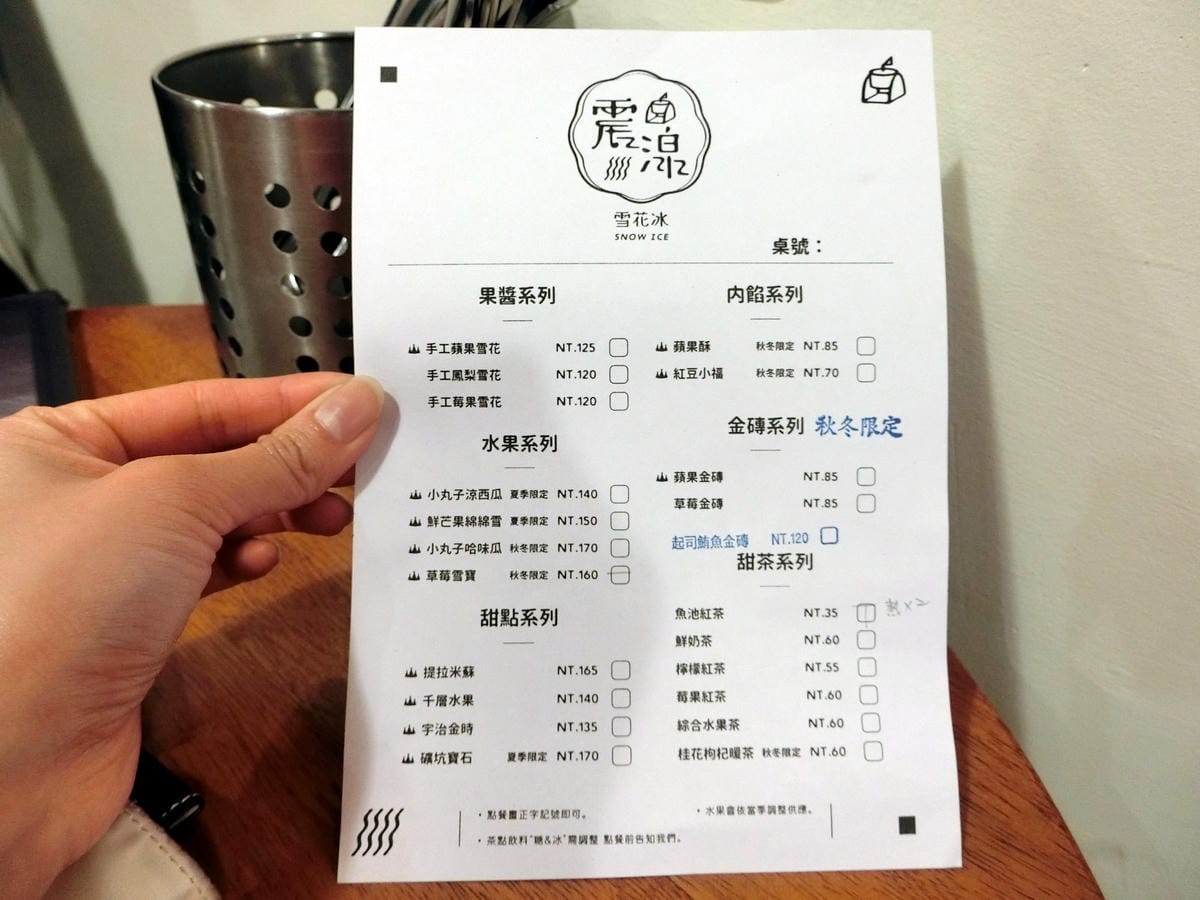 震泉
雪花冰
SNOW ICE
桌號：
果醬系列
手工蘋果雪花 NT.125
手工鳳梨雪花 NT.120
手工莓果雪花 NT.120
水果系列
小丸子涼西瓜 夏季限定 NT.140
鮮芒果綿綿雪 夏季限定 NT.150
小丸子哈味瓜 秋冬限定 NT.170
草莓雪寶 秋冬限定 NT.160
甜點系列
提拉米蘇 NT.165
千層水果 NT.140
宇治金時 NT.135
礦坑寶石 夏季限定 NT.170
內餡系列
蘋果酥 秋冬限定 NT.85
紅豆小福 秋冬限定 NT.70
金磚系列 秋冬限定
蘋果金磚 NT.85
草莓金磚 NT.85
起司鮪魚金磚 NT.120
甜茶系列
魚池紅茶 NT.35 熱×2
鮮奶茶 NT.60
檸檬紅茶 NT.55
莓果紅茶 NT.60
綜合水果茶 NT.60
桂花枸杞暖茶 秋冬限定 NT.60
・點餐畫正字記號即可。
・水果會依當季調整供應。
・茶點飲料"糖&冰"需調整 點餐前告知我們。